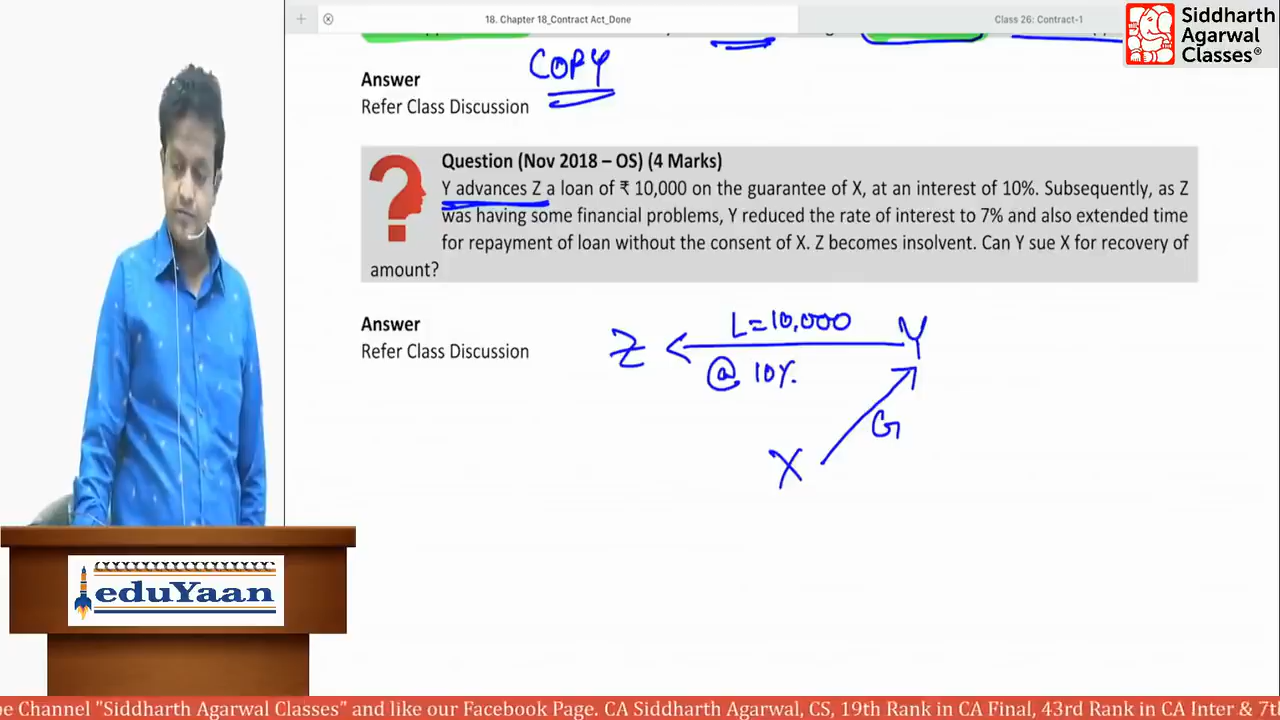 18. Chapter 18_Contract Act_Done
Class 26: Contract-1
Siddharth
Agarwal
Classes®
COPY
Answer
Refer Class Discussion
Question (Nov 2018 – OS) (4 Marks)
Y advances Z a loan of ₹ 10,000 on the guarantee of X, at an interest of 10%. Subsequently, as Z
was having some financial problems, Y reduced the rate of interest to 7% and also extended time
for repayment of loan without the consent of X. Z becomes insolvent. Can Y sue X for recovery of
amount?
Answer
Refer Class Discussion
L=10,000
Z
Y
@ 10%.
G
X
eduYaan
be Channel "Siddharth Agarwal Classes" and like our Facebook Page. CA Siddharth Agarwal, CS, 19th Rank in CA Final, 43rd Rank in CA Inter & 7t